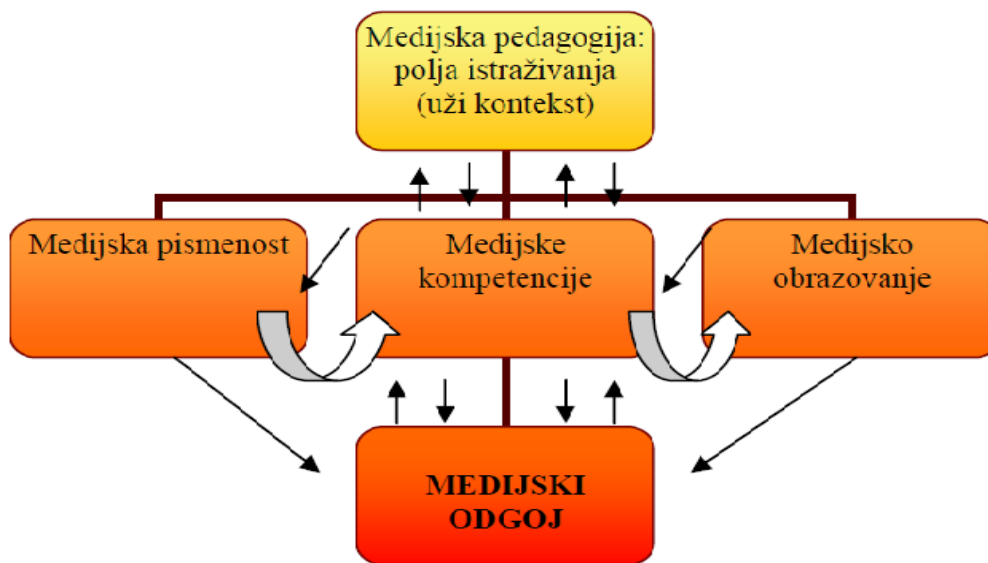 Medijska pedagogija:
polja istraživanja
(uži kontekst)
Medijska pismenost
Medijske
kompetencije
Medijsko
obrazovanje
MEDIJSKI
ODGOJ